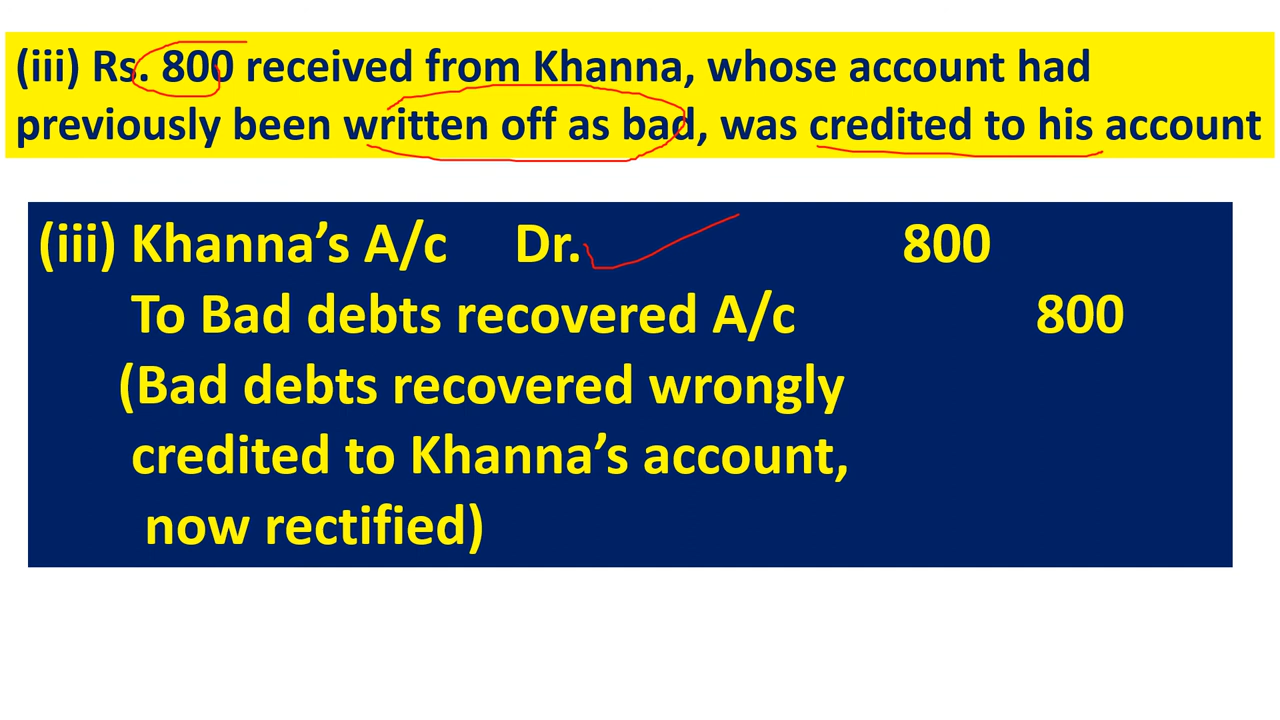 (iii) Rs. 800 received from Khanna, whose account had
previously been written off as bad, was credited to his account
(iii) Khanna’s A/c Dr. 800
To Bad debts recovered A/c 800
(Bad debts recovered wrongly
credited to Khanna’s account,
now rectified)